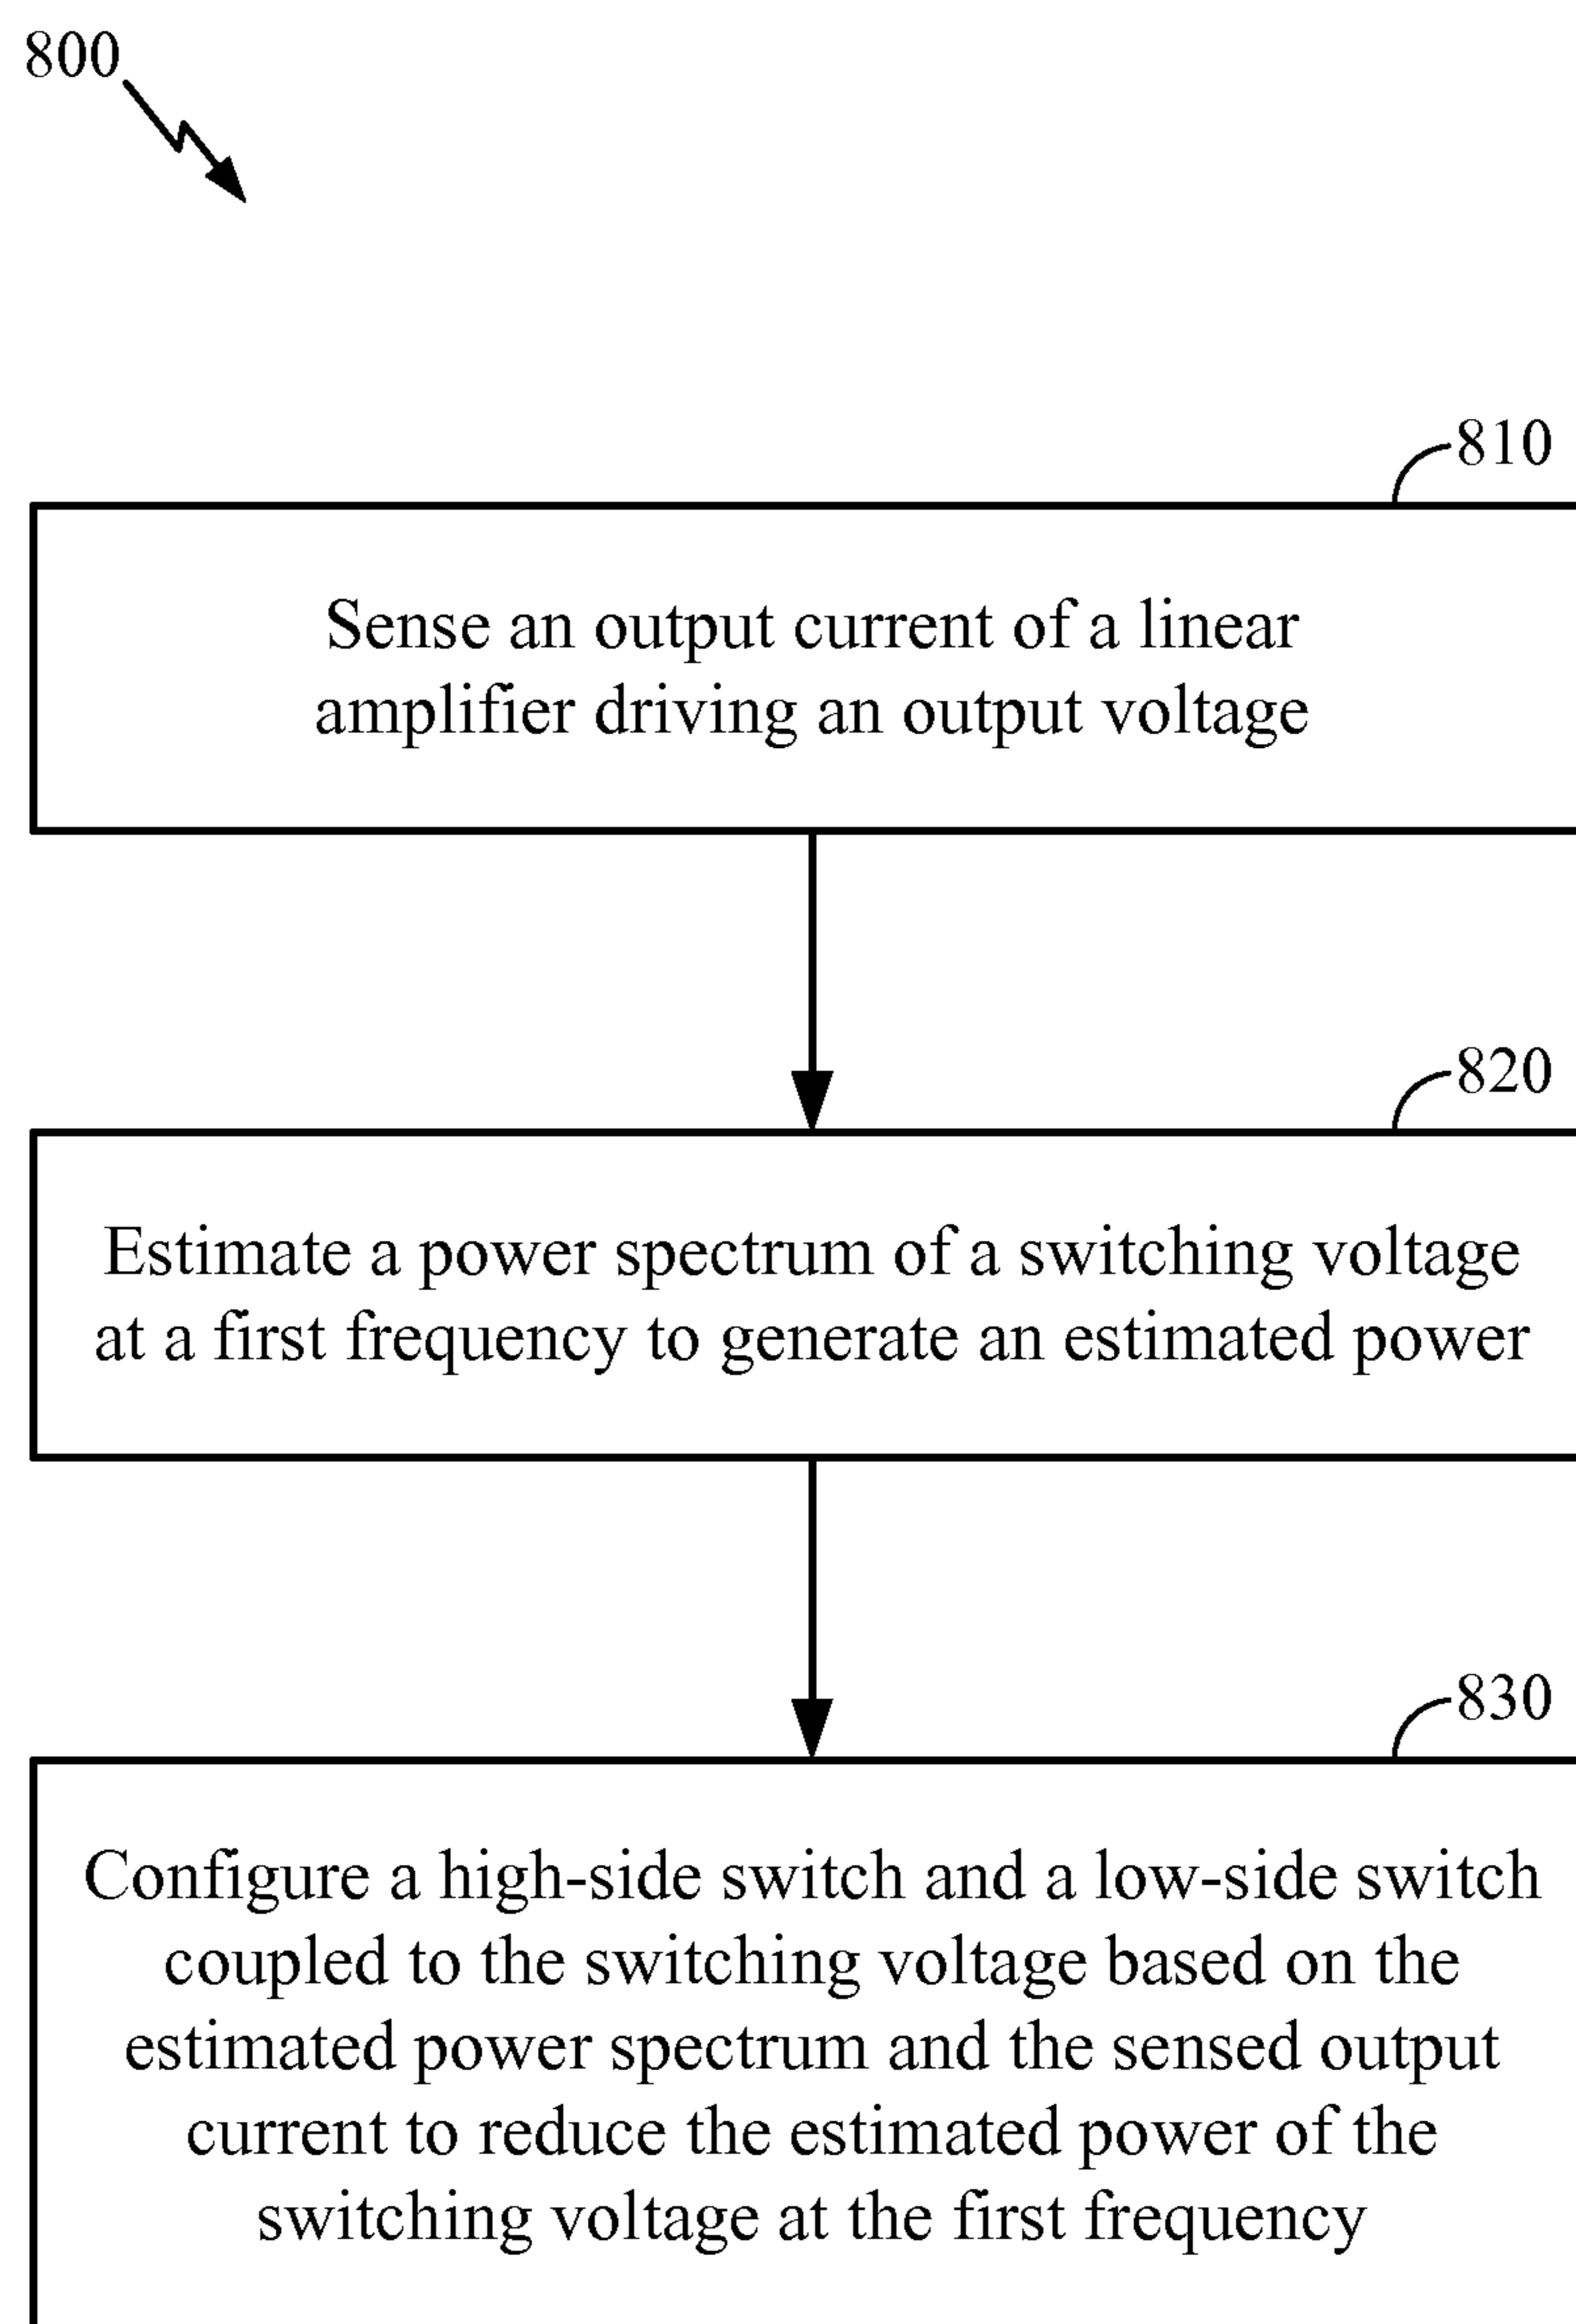 800
810
Sense an output current of a linear
amplifier driving an output voltage
820
Estimate a power spectrum of a switching voltage
at a first frequency to generate an estimated power
830
Configure a high-side switch and a low-side switch
coupled to the switching voltage based on the
estimated power spectrum and the sensed output
current to reduce the estimated power of the
switching voltage at the first frequency